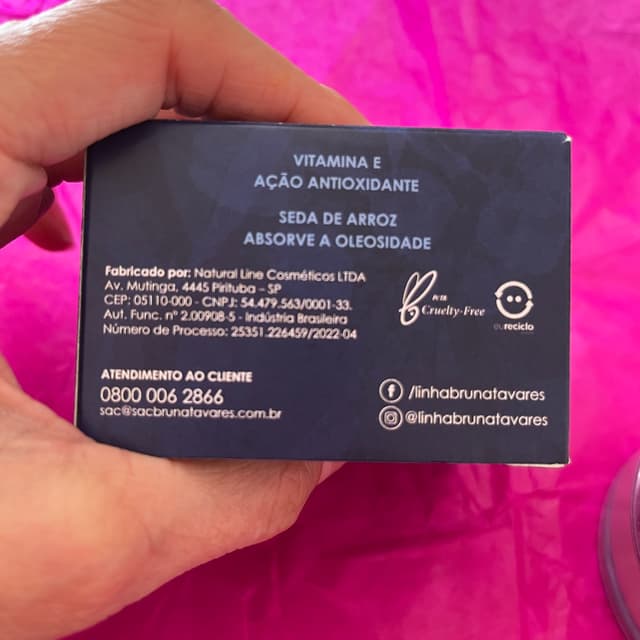 VITAMINA E
AÇÃO ANTIOXIDANTE
SEDA DE ARROZ
ABSORVE A OLEOSIDADE
Fabricado por: Natural Line Cosméticos LTDA
Av. Mutinga, 4445 Pirituba - SP
CEP: 05110-000 - CNPJ: 54.479.563/0001-33.
Aut. Func. nº 2.00908-5 - Indústria Brasileira
Número de Processo: 25351.226459/2022-04
PETA
Cruelty-Free
eureciclo
ATENDIMENTO AO CLIENTE
0800 006 2866
sac@sacbrunatavares.com.br
f /linhabrunatavares
@linhabrunatavares